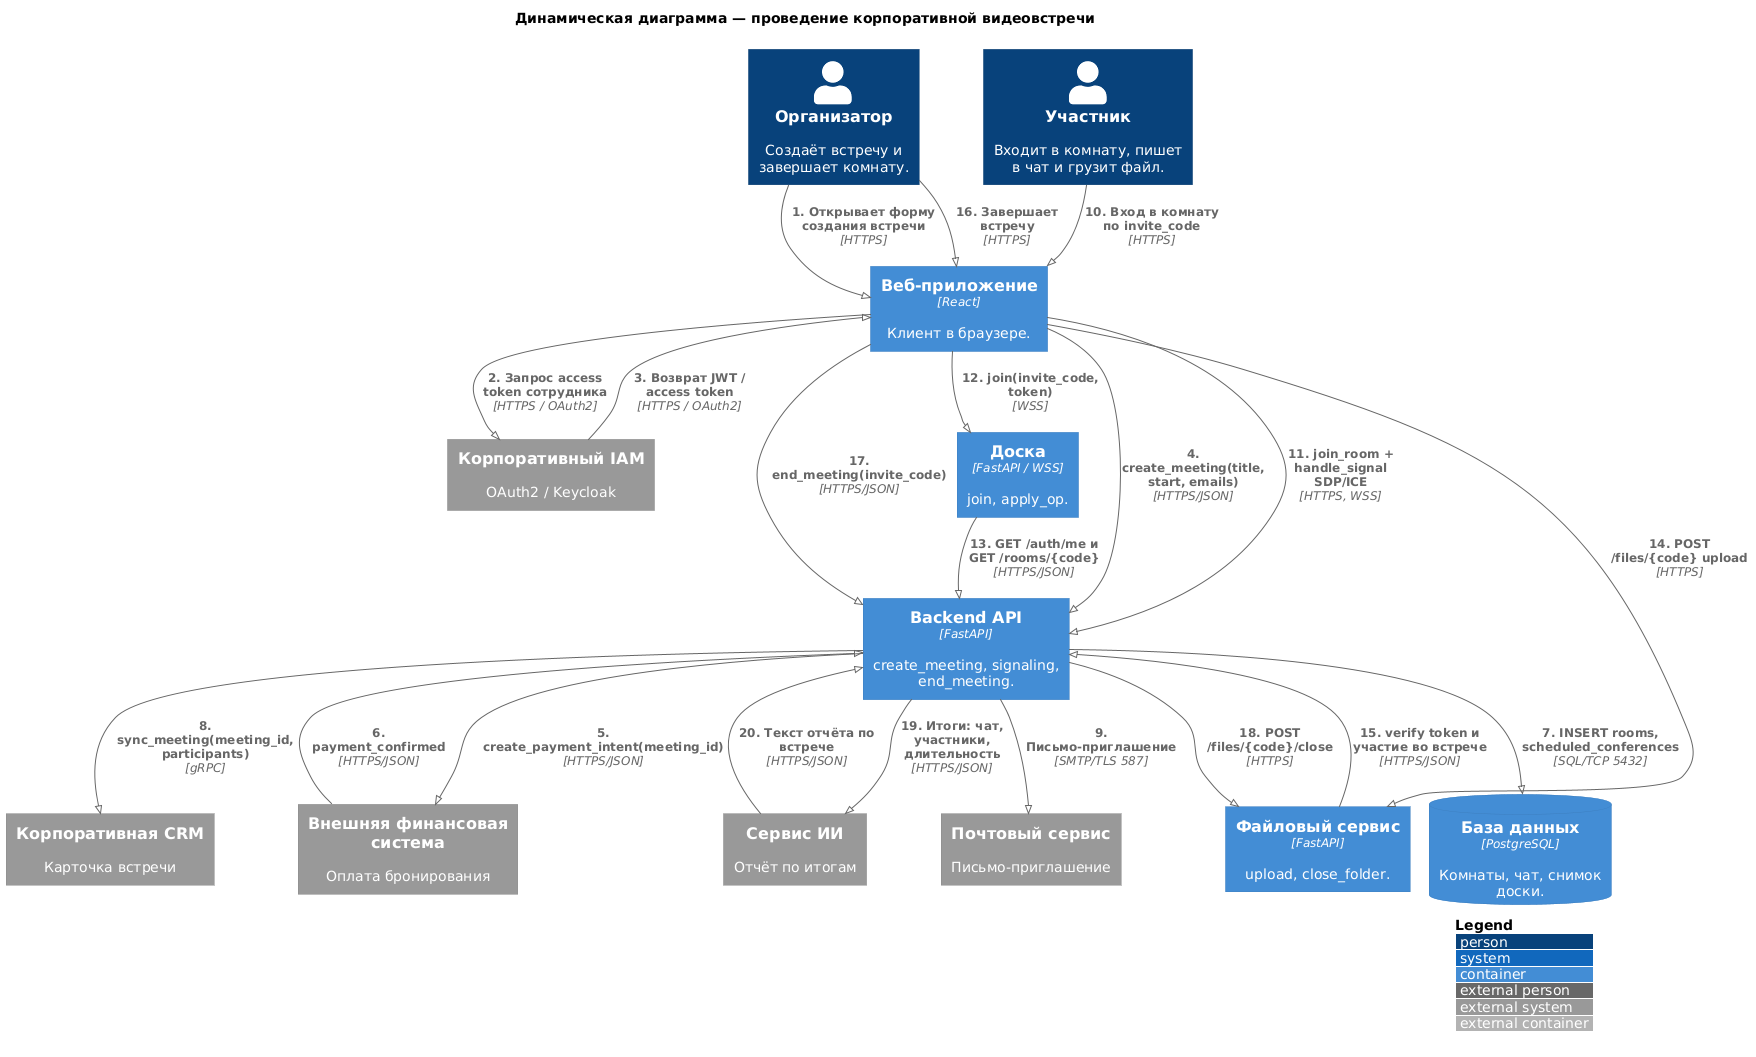 Динамическая диаграмма — проведение корпоративной видеовстречи
Организатор
Создаёт встречу и
завершает комнату.
Участник
Входит в комнату, пишет
в чат и грузит файл.
1. Открывает форму
создания встречи
[HTTPS]
16. Завершает
встречу
[HTTPS]
10. Вход в комнату
по invite_code
[HTTPS]
Веб-приложение
[React]
Клиент в браузере.
2. Запрос access
token сотрудника
[HTTPS / OAuth2]
3. Возврат JWT /
access token
[HTTPS / OAuth2]
12. join(invite_code,
token)
[WSS]
Корпоративный IAM
OAuth2 / Keycloak
17.
end_meeting(invite_code)
[HTTPS/JSON]
Доска
[FastAPI / WSS]
join, apply_op.
4.
create_meeting(title,
start, emails)
[HTTPS/JSON]
11. join_room +
handle_signal
SDP/ICE
[HTTPS, WSS]
13. GET /auth/me и
GET /rooms/{code}
[HTTPS/JSON]
14. POST
/files/{code} upload
[HTTPS]
Backend API
[FastAPI]
create_meeting, signaling,
end_meeting.
8.
sync_meeting(meeting_id,
participants)
[gRPC]
6.
payment_confirmed
[HTTPS/JSON]
5.
create_payment_intent(meeting_id)
[HTTPS/JSON]
20. Текст отчёта по
встрече
[HTTPS/JSON]
19. Итоги: чат,
участники,
длительность
[HTTPS/JSON]
9.
Письмо-приглашение
[SMTP/TLS 587]
18. POST
/files/{code}/close
[HTTPS]
15. verify token и
участие во встрече
[HTTPS/JSON]
7. INSERT rooms,
scheduled_conferences
[SQL/TCP 5432]
Корпоративная CRM
Карточка встречи
Внешняя финансовая
система
Оплата бронирования
Сервис ИИ
Отчёт по итогам
Почтовый сервис
Письмо-приглашение
Файловый сервис
[FastAPI]
upload, close_folder.
База данных
[PostgreSQL]
Комнаты, чат, снимок
доски.
Legend
person
system
container
external person
external system
external container